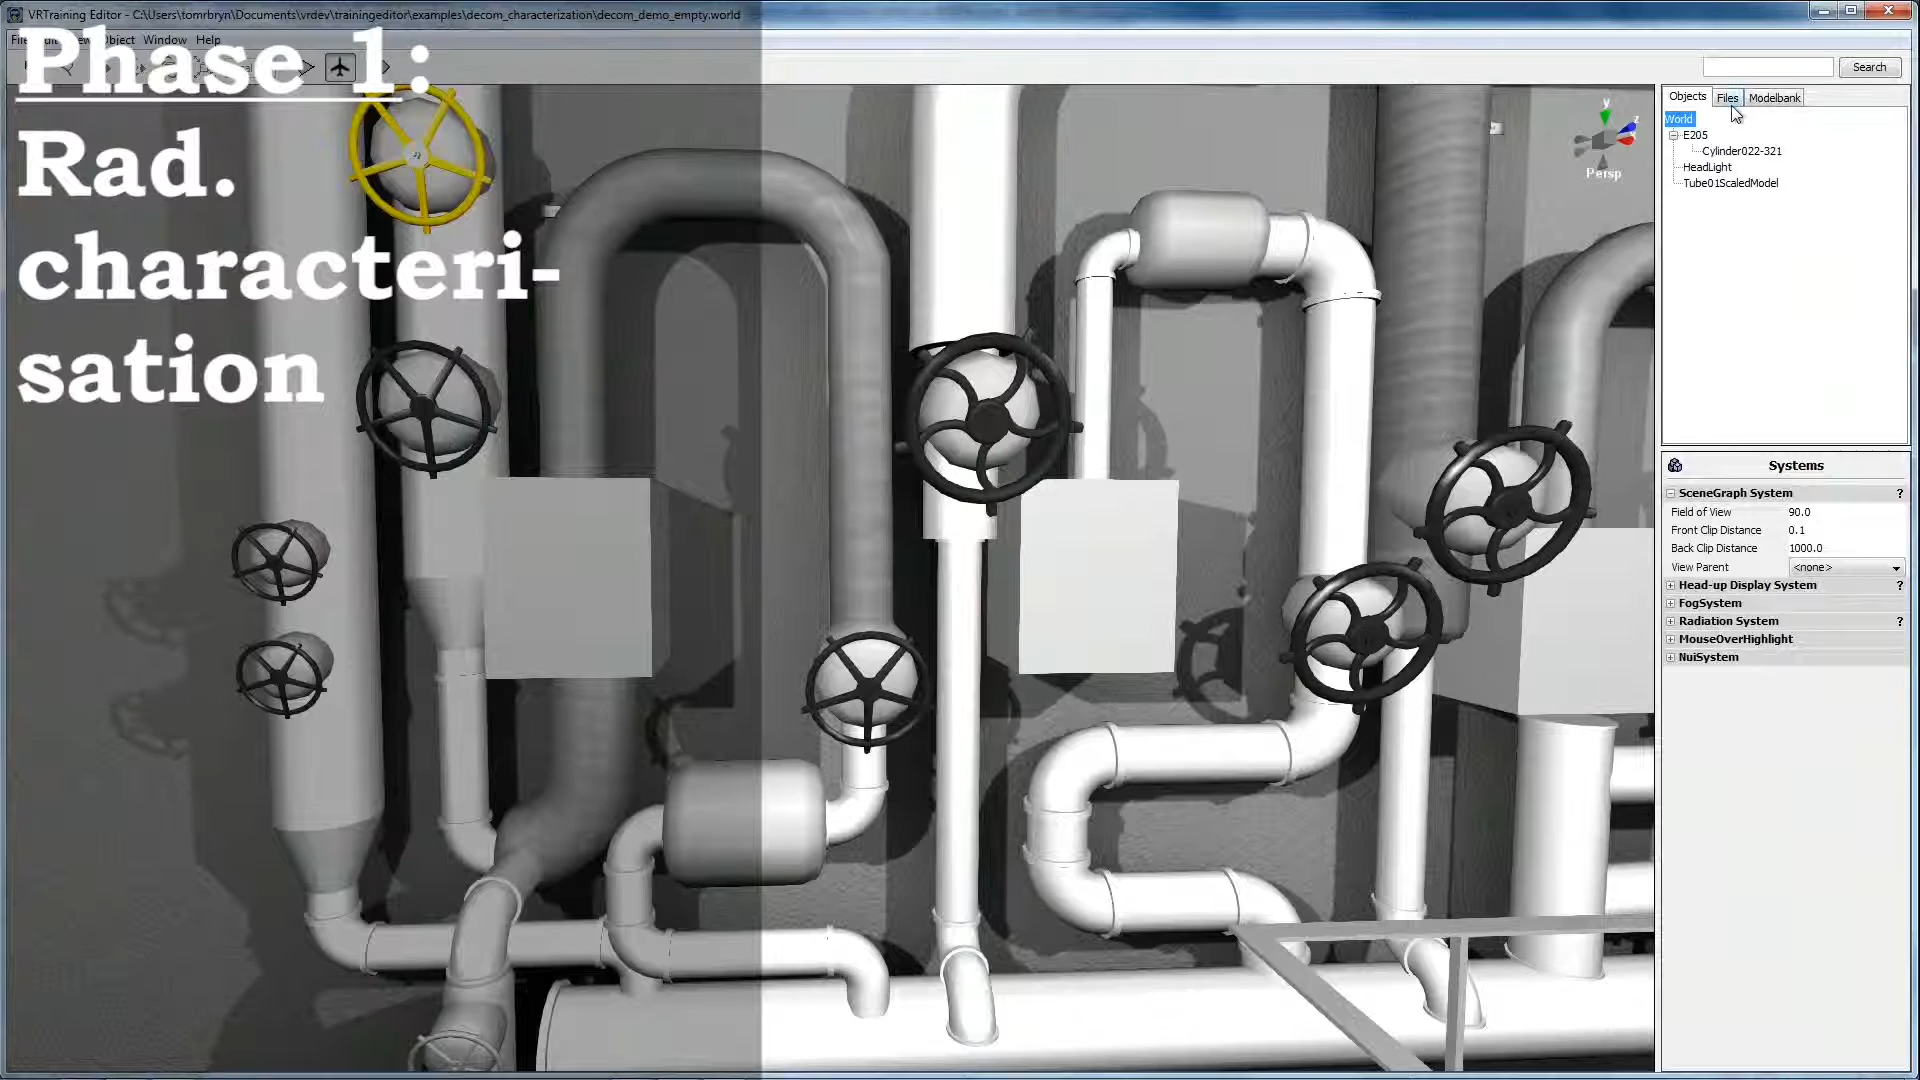 VRTraining Editor - C:\Users\tomrbryn\Documents\vrdev\trainingeditor\examples\decom_characterization\decom_demo_empty.world
Object Window Help
Phase 1:
Rad.
characteri-
sation
Search
Objects Files Modelbank
World
E205
Cylinder022-321
HeadLight
Tube01ScaledModel
y
z
Persp
Systems
SceneGraph System ?
Field of View 90.0
Front Clip Distance 0.1
Back Clip Distance 1000.0
View Parent <none>
Head-up Display System ?
FogSystem
Radiation System ?
MouseOverHighlight
NuiSystem